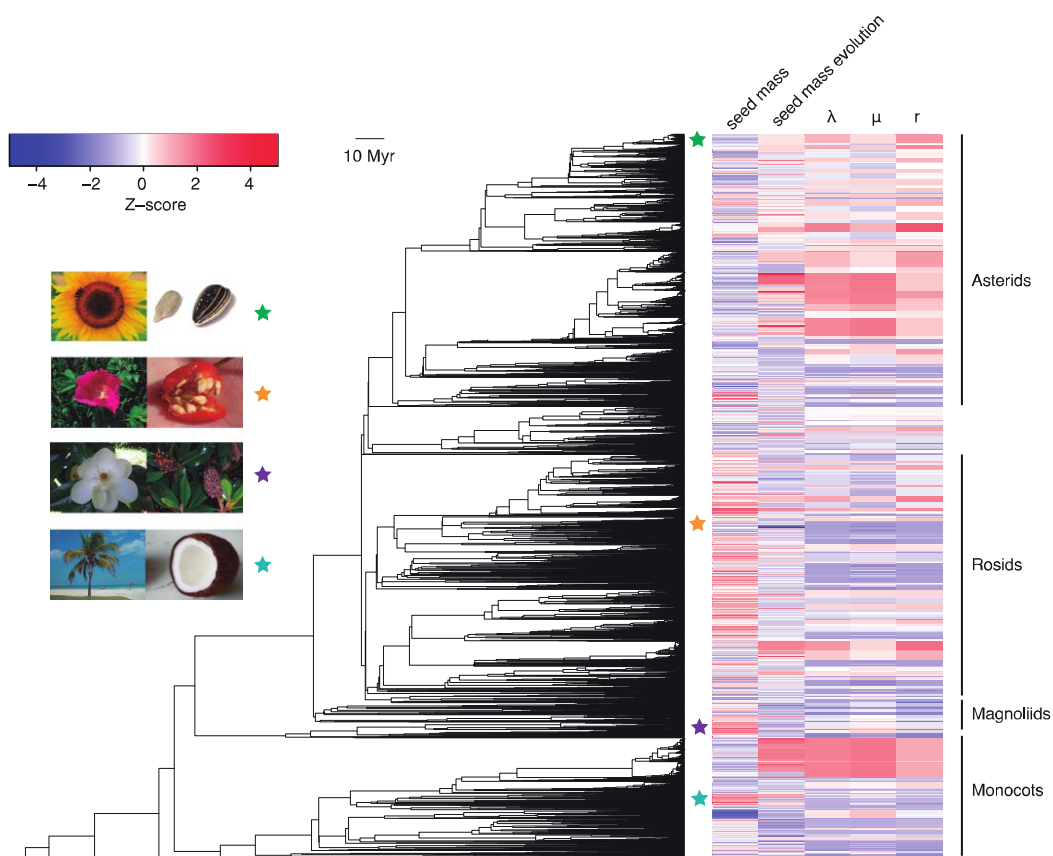 seed mass
seed mass evolution
λ
μ
r
−4 −2 0 2 4
Z−score
10 Myr
Asterids
Rosids
Magnoliids
Monocots